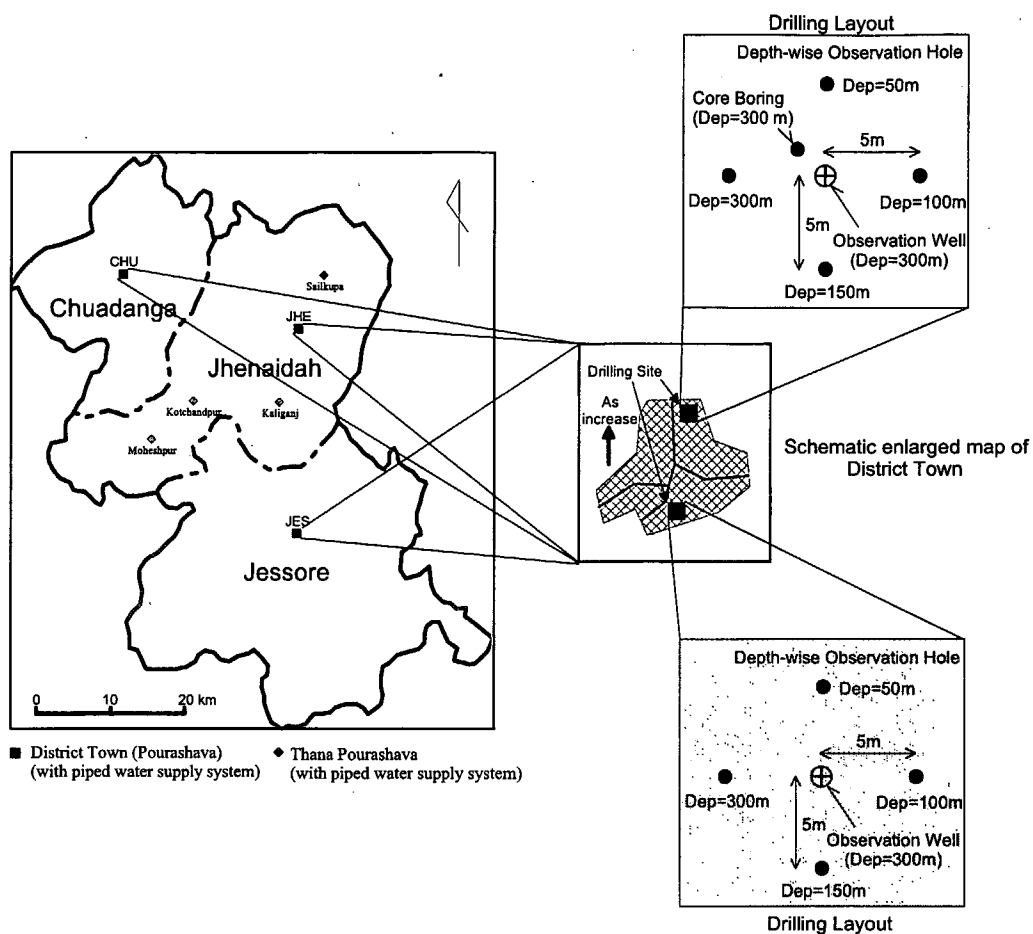 Drilling Layout
Depth-wise Observation Hole
Dep=50m
Core Boring
(Dep=300 m)
5m
Dep=300m
Dep=100m
5m
Observation Well
(Dep=300m)
Dep=150m
CHU
Chuadanga
Sailkupa
JHE
Jhenaidah
Kotchandpur
Kaliganj
Moheshpur
JES
Jessore
0 10 20 km
■ District Town (Pourashava)
(with piped water supply system)
◆ Thana Pourashava
(with piped water supply system)
Drilling Site
As
increase
Schematic enlarged map of
District Town
Depth-wise Observation Hole
Dep=50m
5m
Dep=300m
Dep=100m
5m
Observation Well
(Dep=300m)
Dep=150m
Drilling Layout